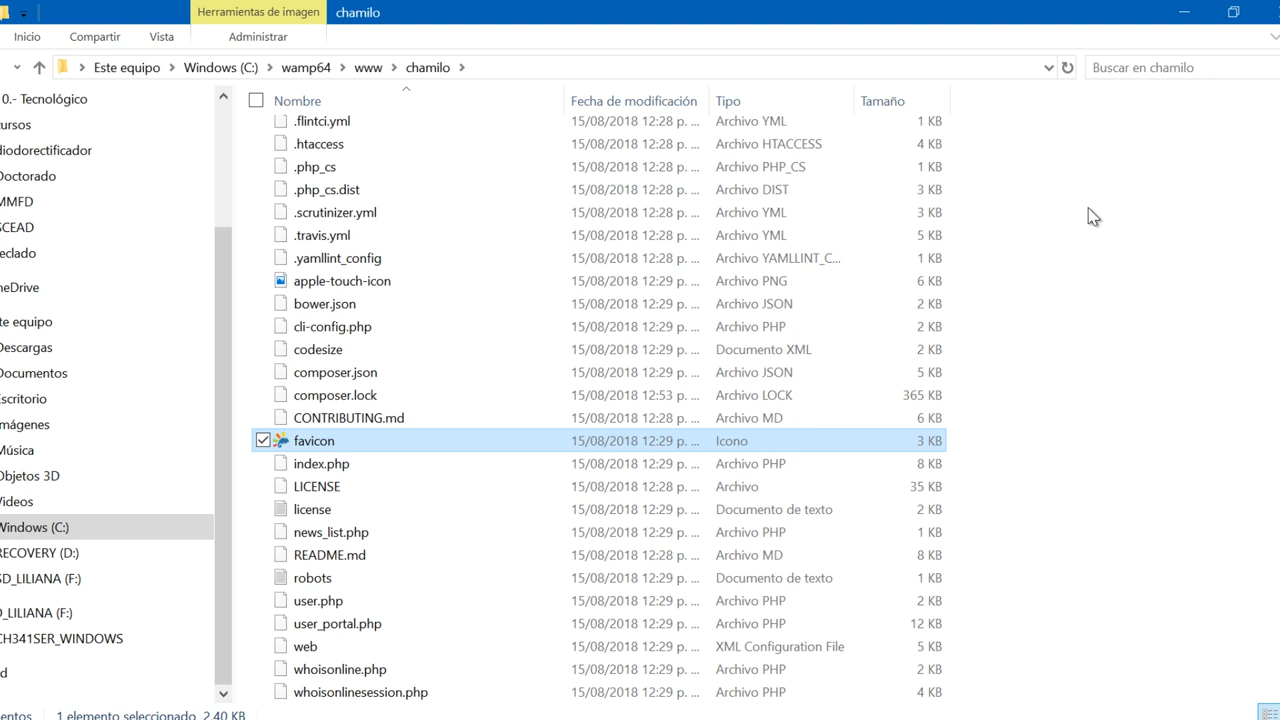 Herramientas de imagen chamilo
Inicio Compartir Vista Administrar
Este equipo Windows (C:) wamp64 www chamilo Buscar en chamilo
0.- Tecnológico
ursos
diodorectificador
Doctorado
MMFD
SCEAD
eclado
neDrive
te equipo
Descargas
Documentos
Escritorio
mágenes
Música
Objetos 3D
Videos
Windows (C:)
RECOVERY (D:)
SD_LILIANA (F:)
D_LILIANA (F:)
CH341SER_WINDOWS
d
Nombre Fecha de modificación Tipo Tamaño
.flintci.yml 15/08/2018 12:28 p. ... Archivo YML 1 KB
.htaccess 15/08/2018 12:28 p. ... Archivo HTACCESS 4 KB
.php_cs 15/08/2018 12:28 p. ... Archivo PHP_CS 1 KB
.php_cs.dist 15/08/2018 12:28 p. ... Archivo DIST 3 KB
.scrutinizer.yml 15/08/2018 12:28 p. ... Archivo YML 3 KB
.travis.yml 15/08/2018 12:28 p. ... Archivo YML 5 KB
.yamllint_config 15/08/2018 12:28 p. ... Archivo YAMLLINT_C... 1 KB
apple-touch-icon 15/08/2018 12:29 p. ... Archivo PNG 6 KB
bower.json 15/08/2018 12:29 p. ... Archivo JSON 2 KB
cli-config.php 15/08/2018 12:29 p. ... Archivo PHP 2 KB
codesize 15/08/2018 12:29 p. ... Documento XML 2 KB
composer.json 15/08/2018 12:29 p. ... Archivo JSON 5 KB
composer.lock 15/08/2018 12:53 p. ... Archivo LOCK 365 KB
CONTRIBUTING.md 15/08/2018 12:28 p. ... Archivo MD 6 KB
favicon 15/08/2018 12:29 p. ... Icono 3 KB
index.php 15/08/2018 12:29 p. ... Archivo PHP 8 KB
LICENSE 15/08/2018 12:28 p. ... Archivo 35 KB
license 15/08/2018 12:29 p. ... Documento de texto 2 KB
news_list.php 15/08/2018 12:29 p. ... Archivo PHP 1 KB
README.md 15/08/2018 12:28 p. ... Archivo MD 8 KB
robots 15/08/2018 12:29 p. ... Documento de texto 1 KB
user.php 15/08/2018 12:29 p. ... Archivo PHP 2 KB
user_portal.php 15/08/2018 12:29 p. ... Archivo PHP 12 KB
web 15/08/2018 12:29 p. ... XML Configuration File 5 KB
whoisonline.php 15/08/2018 12:29 p. ... Archivo PHP 2 KB
whoisonlinesession.php 15/08/2018 12:29 p. ... Archivo PHP 4 KB
entos 1 elemento seleccionado 2.40 KB